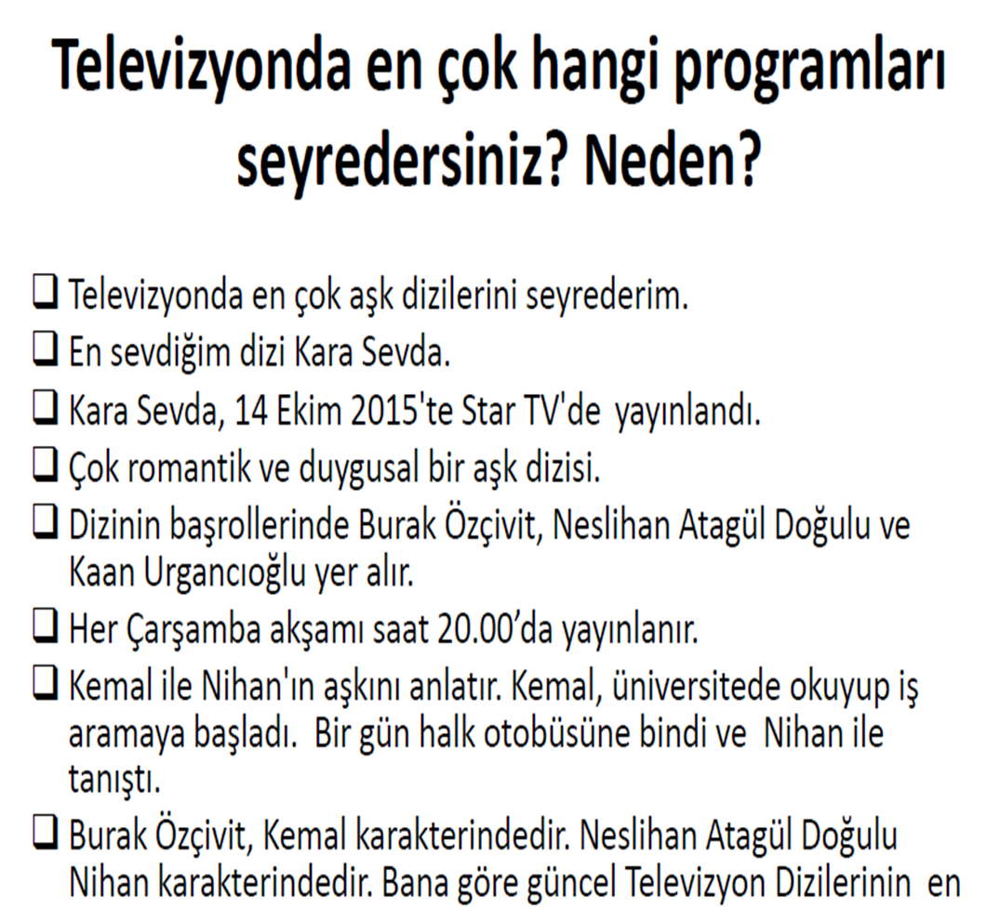 Televizyonda en çok hangi programları
seyredersiniz? Neden?
❑ Televizyonda en çok aşk dizilerini seyrederim.
❑ En sevdiğim dizi Kara Sevda.
❑ Kara Sevda, 14 Ekim 2015'te Star TV'de yayınlandı.
❑ Çok romantik ve duygusal bir aşk dizisi.
❑ Dizinin başrollerinde Burak Özçivit, Neslihan Atagül Doğulu ve
Kaan Urgancıoğlu yer alır.
❑ Her Çarşamba akşamı saat 20.00’da yayınlanır.
❑ Kemal ile Nihan'ın aşkını anlatır. Kemal, üniversitede okuyup iş
aramaya başladı. Bir gün halk otobüsüne bindi ve Nihan ile
tanıştı.
❑ Burak Özçivit, Kemal karakterindedir. Neslihan Atagül Doğulu
Nihan karakterindedir. Bana göre güncel Televizyon Dizilerinin en